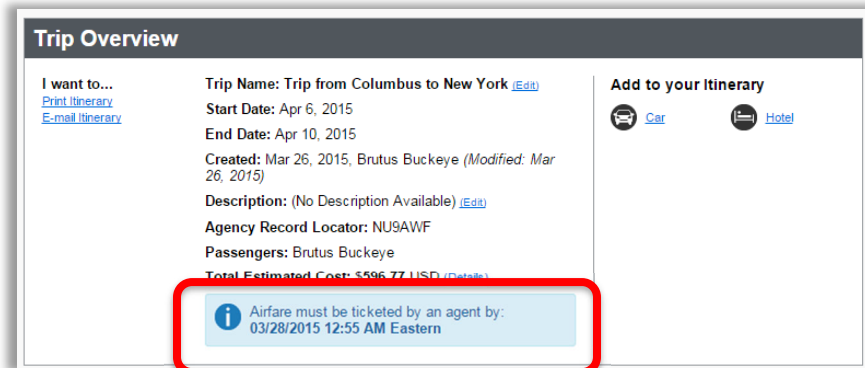 Trip Overview
I want to...
Print Itinerary
E-mail Itinerary
Trip Name: Trip from Columbus to New York (Edit)
Start Date: Apr 6, 2015
End Date: Apr 10, 2015
Created: Mar 26, 2015, Brutus Buckeye (Modified: Mar
26, 2015)
Description: (No Description Available) (Edit)
Agency Record Locator: NU9AWF
Passengers: Brutus Buckeye
Total Estimated Cost: $596.77 USD (Details)
Airfare must be ticketed by an agent by:
03/28/2015 12:55 AM Eastern
Add to your Itinerary
Car
Hotel